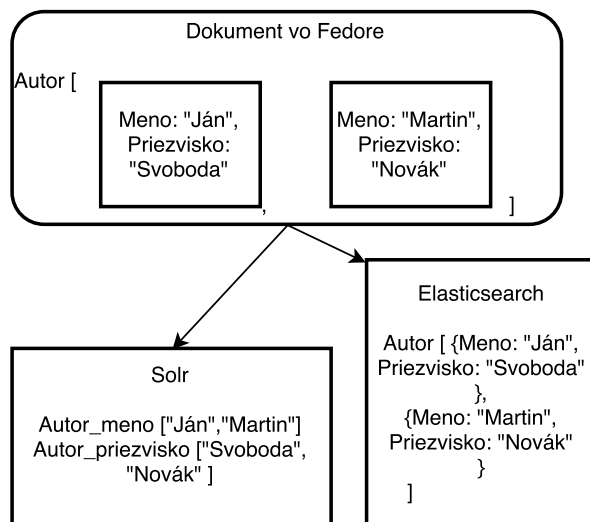 Dokument vo Fedore
Autor [
Meno: "Ján",
Priezvisko:
"Svoboda"
,
Meno: "Martin",
Priezvisko:
"Novák"
]
Solr
Autor_meno ["Ján","Martin"]
Autor_priezvisko ["Svoboda",
"Novák" ]
Elasticsearch
Autor [ {Meno: "Ján",
Priezvisko: "Svoboda"
},
{Meno: "Martin",
Priezvisko: "Novák"
}
]